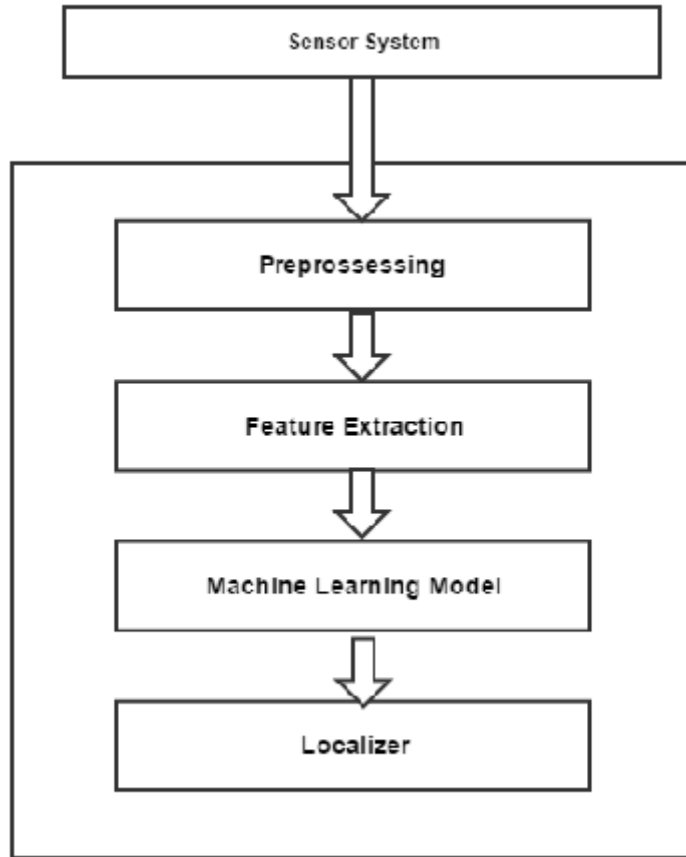 Sensor System
Preprossessing
Feature Extraction
Machine Learning Model
Localizer